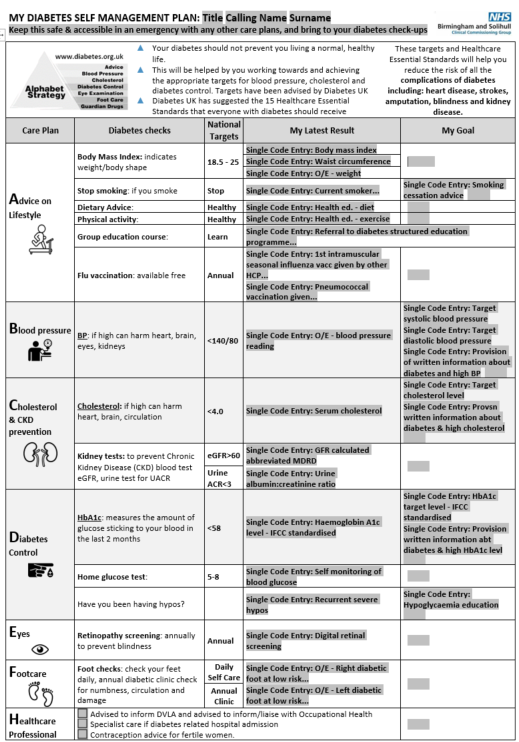 MY DIABETES SELF MANAGEMENT PLAN: Title Calling Name Surname
Keep this safe & accessible in an emergency with any other care plans, and bring to your diabetes check-ups
NHS
Birmingham and Solihull
Clinical Commissioning Group
www.diabetes.org.uk
Alphabet
Strategy
Advice
Blood Pressure
Cholesterol
Diabetes Control
Eye Examination
Foot Care
Guardian Drugs
Your diabetes should not prevent you living a normal, healthy
life.
This will be helped by you working towards and achieving
the appropriate targets for blood pressure, cholesterol and
diabetes control. Targets have been advised by Diabetes UK
Diabetes UK has suggested the 15 Healthcare Essential
Standards that everyone with diabetes should receive
These targets and Healthcare
Essential Standards will help you
reduce the risk of all the
complications of diabetes
including: heart disease, strokes,
amputation, blindness and kidney
disease.
Care Plan
Diabetes checks
National
Targets
My Latest Result
My Goal
Advice on
Lifestyle
Body Mass Index: indicates
weight/body shape
18.5 - 25
Single Code Entry: Body mass index
Single Code Entry: Waist circumference
Single Code Entry: O/E - weight
Stop smoking: if you smoke
Stop
Single Code Entry: Current smoker...
Single Code Entry: Smoking
cessation advice
Dietary Advice:
Healthy
Single Code Entry: Health ed. - diet
Physical activity:
Healthy
Single Code Entry: Health ed. - exercise
Group education course:
Learn
Single Code Entry: Referral to diabetes structured education
programme...
Flu vaccination: available free
Annual
Single Code Entry: 1st intramuscular
seasonal influenza vacc given by other
HCP...
Single Code Entry: Pneumococcal
vaccination given...
Blood pressure
BP: if high can harm heart, brain,
eyes, kidneys
<140/80
Single Code Entry: O/E - blood pressure
reading
Single Code Entry: Target
systolic blood pressure
Single Code Entry: Target
diastolic blood pressure
Single Code Entry: Provision
of written information about
diabetes and high BP
Cholesterol
& CKD
prevention
Cholesterol: if high can harm
heart, brain, circulation
<4.0
Single Code Entry: Serum cholesterol
Single Code Entry: Target
cholesterol level
Single Code Entry: Provsn
written information about
diabetes & high cholesterol
Kidney tests: to prevent Chronic
Kidney Disease (CKD) blood test
eGFR, urine test for UACR
eGFR>60
Urine
ACR<3
Single Code Entry: GFR calculated
abbreviated MDRD
Single Code Entry: Urine
albumin:creatinine ratio
Diabetes
Control
HbA1c: measures the amount of
glucose sticking to your blood in
the last 2 months
<58
Single Code Entry: Haemoglobin A1c
level - IFCC standardised
Single Code Entry: HbA1c
target level - IFCC
standardised
Single Code Entry: Provision
written information abt
diabetes & high HbA1c levl
Home glucose test:
5-8
Single Code Entry: Self monitoring of
blood glucose
Have you been having hypos?
Single Code Entry: Recurrent severe
hypos
Single Code Entry:
Hypoglycaemia education
Eyes
Retinopathy screening: annually
to prevent blindness
Annual
Single Code Entry: Digital retinal
screening
Footcare
Foot checks: check your feet
daily, annual diabetic clinic check
for numbness, circulation and
damage
Daily
Self Care
Annual
Clinic
Single Code Entry: O/E - Right diabetic
foot at low risk...
Single Code Entry: O/E - Left diabetic
foot at low risk...
Healthcare
Professional
Advised to inform DVLA and advised to inform/liaise with Occupational Health
Specialist care if diabetes related hospital admission
Contraception advice for fertile women.